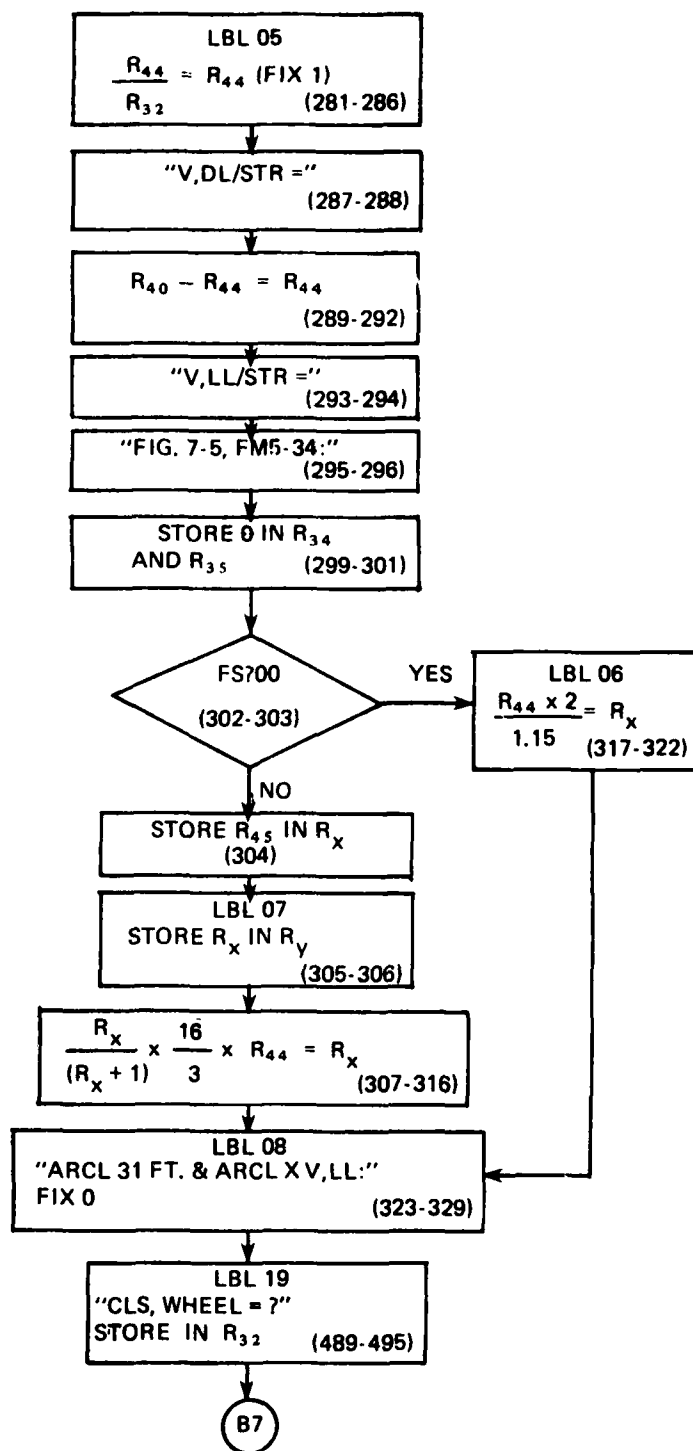 LBL 05
R44 = R44 (FIX 1)
R32
(281-286)
"V,DL/STR ="
(287-288)
R40 − R44 = R44
(289-292)
"V,LL/STR ="
(293-294)
"FIG. 7-5, FM5-34:"
(295-296)
STORE 0 IN R34
AND R35 (299-301)
FS?00
(302-303)
YES
LBL 06
R44 x 2 = Rx
1.15
(317-322)
NO
STORE R45 IN Rx
(304)
LBL 07
STORE Rx IN Ry
(305-306)
Rx x 16 x R44 = Rx
(Rx + 1) 3
(307-316)
LBL 08
"ARCL 31 FT. & ARCL X V,LL:"
FIX 0
(323-329)
LBL 19
"CLS, WHEEL = ?"
STORE IN R32 (489-495)
B7